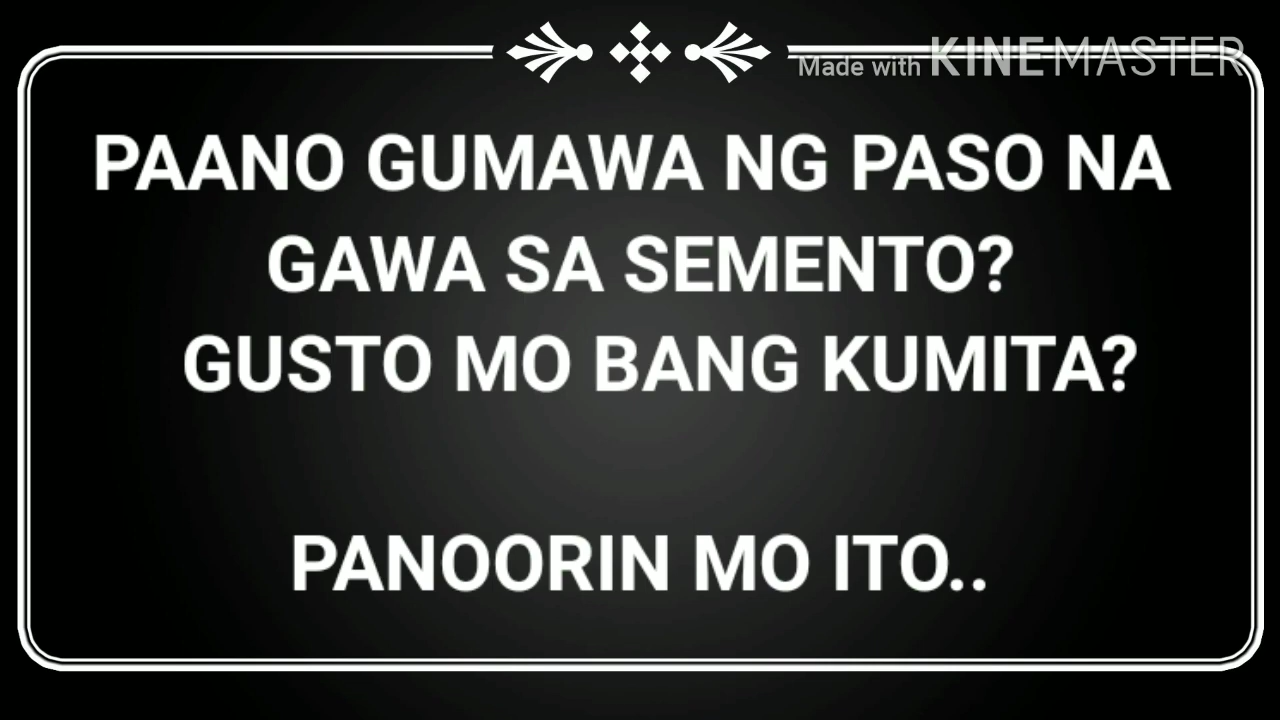 Made with KINEMASTER
PAANO GUMAWA NG PASO NA
GAWA SA SEMENTO?
GUSTO MO BANG KUMITA?
PANOORIN MO ITO..